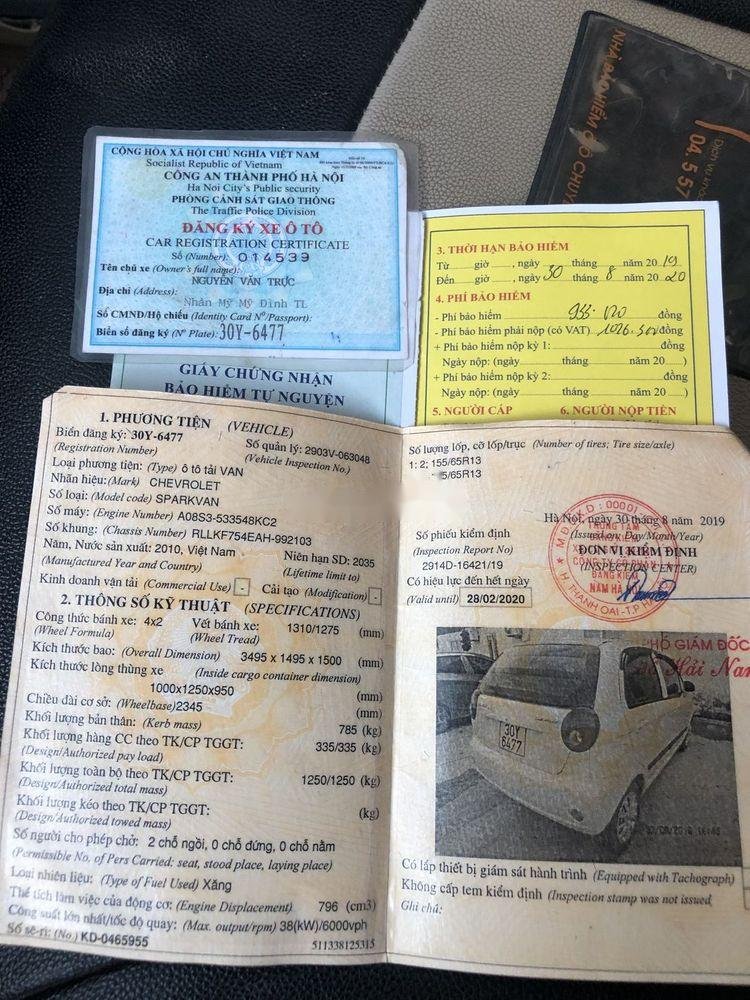 NHÀ BẢO HIỂM
CỘNG HÒA XÃ HỘI CHỦ NGHĨA VIỆT NAM
Socialist Republic of Vietnam
CÔNG AN THÀNH PHỐ HÀ NỘI
Ha Noi City's Public security
PHÒNG CẢNH SÁT GIAO THÔNG
The Traffic Police Division
ĐĂNG KÝ XE Ô TÔ
CAR REGISTRATION CERTIFICATE
Số (Number): 014539
Tên chủ xe (Owner's full name):
NGUYỄN VĂN TRỰC
Địa chỉ (Address):
Nhân Mỹ Mỹ Đình TL
Số CMND/Hộ chiếu (Identity Card Nº/Passport):
Biển số đăng ký (Nº Plate): 30Y-6477
3. THỜI HẠN BẢO HIỂM
Từ giờ , ngày tháng năm 2019
Đến giờ , ngày 30 tháng 8 năm 2020
4. PHÍ BẢO HIỂM
- Phí bảo hiểm đồng
- Phí bảo hiểm phải nộp (có VAT) đồng
+ Phí bảo hiểm nộp kỳ 1: đồng
Ngày nộp: (ngày tháng năm 20 )
+ Phí bảo hiểm nộp kỳ 2: đồng
Ngày nộp: (ngày tháng năm 20 )
5. NGƯỜI CẤP 6. NGƯỜI NỘP TIỀN
GIẤY CHỨNG NHẬN
BẢO HIỂM TỰ NGUYỆN
1. PHƯƠNG TIỆN (VEHICLE)
Biển đăng ký: 30Y-6477 Số quản lý: 2903V-063048
(Registration Number) (Vehicle Inspection No.)
Loại phương tiện: (Type) ô tô tải VAN
Nhãn hiệu: (Mark) CHEVROLET
Số loại: (Model code) SPARKVAN
Số máy: (Engine Number) A08S3-533548KC2
Số khung: (Chassis Number) RLLKF754EAH-992103
Năm, Nước sản xuất: 2010, Việt Nam Niên hạn SD: 2035
(Manufactured Year and Country) (Lifetime limit to)
Kinh doanh vận tải (Commercial Use) - Cải tạo (Modification) -
2. THÔNG SỐ KỸ THUẬT (SPECIFICATIONS)
Công thức bánh xe: 4x2 Vết bánh xe: 1310/1275 (mm)
(Wheel Formula) (Wheel Tread)
Kích thước bao: (Overall Dimension) 3495 x 1495 x 1500 (mm)
Kích thước lòng thùng xe (Inside cargo container dimension)
1000x1250x950 (mm)
Chiều dài cơ sở: (Wheelbase) 2345 (mm)
Khối lượng bản thân: (Kerb mass) 785 (kg)
Khối lượng hàng CC theo TK/CP TGGT: 335/335 (kg)
(Design/Authorized pay load)
Khối lượng toàn bộ theo TK/CP TGGT: 1250/1250 (kg)
(Design/Authorized total mass)
Khối lượng kéo theo TK/CP TGGT: (kg)
(Design/Authorized towed mass)
Số người cho phép chở: 2 chỗ ngồi, 0 chỗ đứng, 0 chỗ nằm
(Permissible No. of Pers Carried: seat, stood place, laying place)
Loại nhiên liệu: (Type of Fuel Used) Xăng
Thể tích làm việc của động cơ: (Engine Displacement) 796 (cm3)
Công suất lớn nhất/tốc độ quay: (Max. output/rpm) 38(kW)/6000vph
Số sê-ri: (No.) KD-0465955 511338125315
Số lượng lốp, cỡ lốp/trục (Number of tires; Tire size/axle)
1: 2; 155/65R13
5/65R13
Hà Nội, ngày 30 tháng 8 năm 2019
Số phiếu kiểm định (Issued on: Day/Month/Year)
(Inspection Report No) ĐƠN VỊ KIỂM ĐỊNH
2914D-16421/19 (INSPECTION CENTER)
Có hiệu lực đến hết ngày
(Valid until) 28/02/2020
PHÓ GIÁM ĐỐC
Hải Nam
30Y
6477
Có lắp thiết bị giám sát hành trình (Equipped with Tachograph)
Không cấp tem kiểm định (Inspection stamp was not issued
Ghi chú: